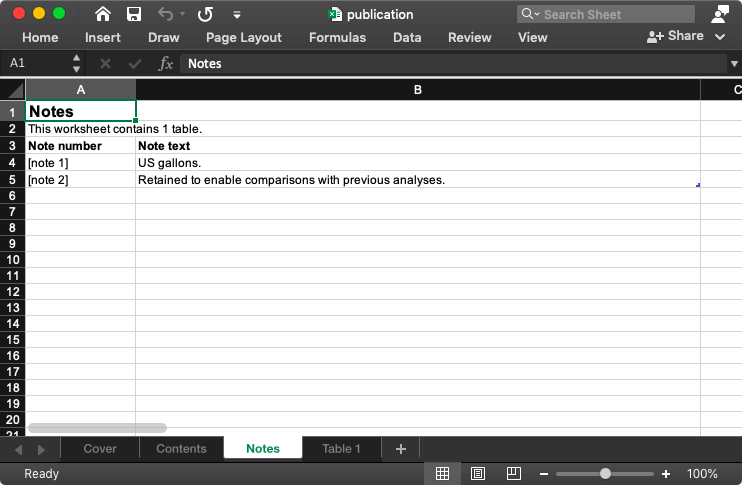 publication
Search Sheet
Home Insert Draw Page Layout Formulas Data Review View Share
A1 fx Notes
A B C
1 Notes
2 This worksheet contains 1 table.
3 Note number Note text
4 [note 1] US gallons.
5 [note 2] Retained to enable comparisons with previous analyses.
6
7
8
9
10
11
12
13
14
15
16
17
18
19
20
21
Cover Contents Notes Table 1 +
Ready - + 100%